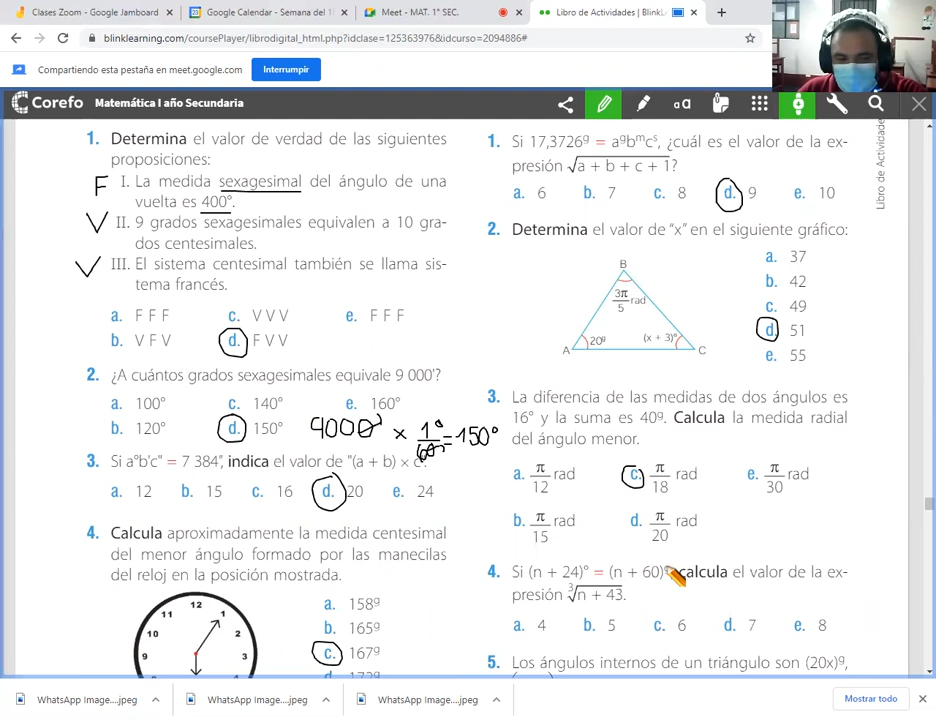 Clases Zoom - Google Jamboard
Google Calendar - Semana del 1
Meet - MAT. 1° SEC.
Libro de Actividades | BlinkL
blinklearning.com/coursePlayer/librodigital_html.php?idclase=125363976&idcurso=2094886#
Compartiendo esta pestaña en meet.google.com
Interrumpir
Corefo
Matemática I año Secundaria
aA
Libro de Actividades
1. Determina el valor de verdad de las siguientes
proposiciones:
F I. La medida sexagesimal del ángulo de una
vuelta es 400°.
V II. 9 grados sexagesimales equivalen a 10 gra-
dos centesimales.
V III. El sistema centesimal también se llama sis-
tema francés.
a. F F F c. V V V e. F F F
b. V F V d. F V V
2. ¿A cuántos grados sexagesimales equivale 9 000'?
a. 100° c. 140° e. 160°
b. 120° d. 150°
9000' × 1°/60' = 150°
3. Si a°b'c" = 7 384", indica el valor de "(a + b) × c".
a. 12 b. 15 c. 16 d. 20 e. 24
4. Calcula aproximadamente la medida centesimal
del menor ángulo formado por las manecillas
del reloj en la posición mostrada.
12
11 1
10 2
9 3
a. 158ᵍ
b. 165ᵍ
c. 167ᵍ
1. Si 17,3726ᵍ = aᵍbᵐcˢ, ¿cuál es el valor de la ex-
presión √(a + b + c + 1)?
a. 6 b. 7 c. 8 d. 9 e. 10
2. Determina el valor de "x" en el siguiente gráfico:
B
3π/5 rad
20ᵍ
(x + 3)°
A
C
a. 37
b. 42
c. 49
d. 51
e. 55
3. La diferencia de las medidas de dos ángulos es
16° y la suma es 40ᵍ. Calcula la medida radial
del ángulo menor.
a. π/12 rad c. π/18 rad e. π/30 rad
b. π/15 rad d. π/20 rad
4. Si (n + 24)° = (n + 60)ᵍ, calcula el valor de la ex-
presión ∛(n + 43).
a. 4 b. 5 c. 6 d. 7 e. 8
5. Los ángulos internos de un triángulo son (20x)ᵍ,
WhatsApp Image....jpeg
WhatsApp Image....jpeg
WhatsApp Image....jpeg
Mostrar todo